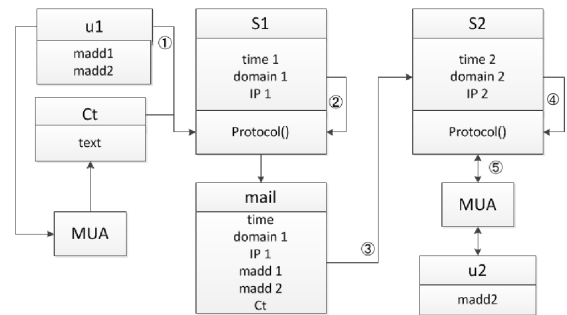 u1
madd1
madd2
①
Ct
text
MUA
S1
time 1
domain 1
IP 1
②
Protocol()
mail
time
domain 1
IP 1
madd 1
madd 2
Ct
③
S2
time 2
domain 2
IP 2
④
Protocol()
⑤
MUA
u2
madd2